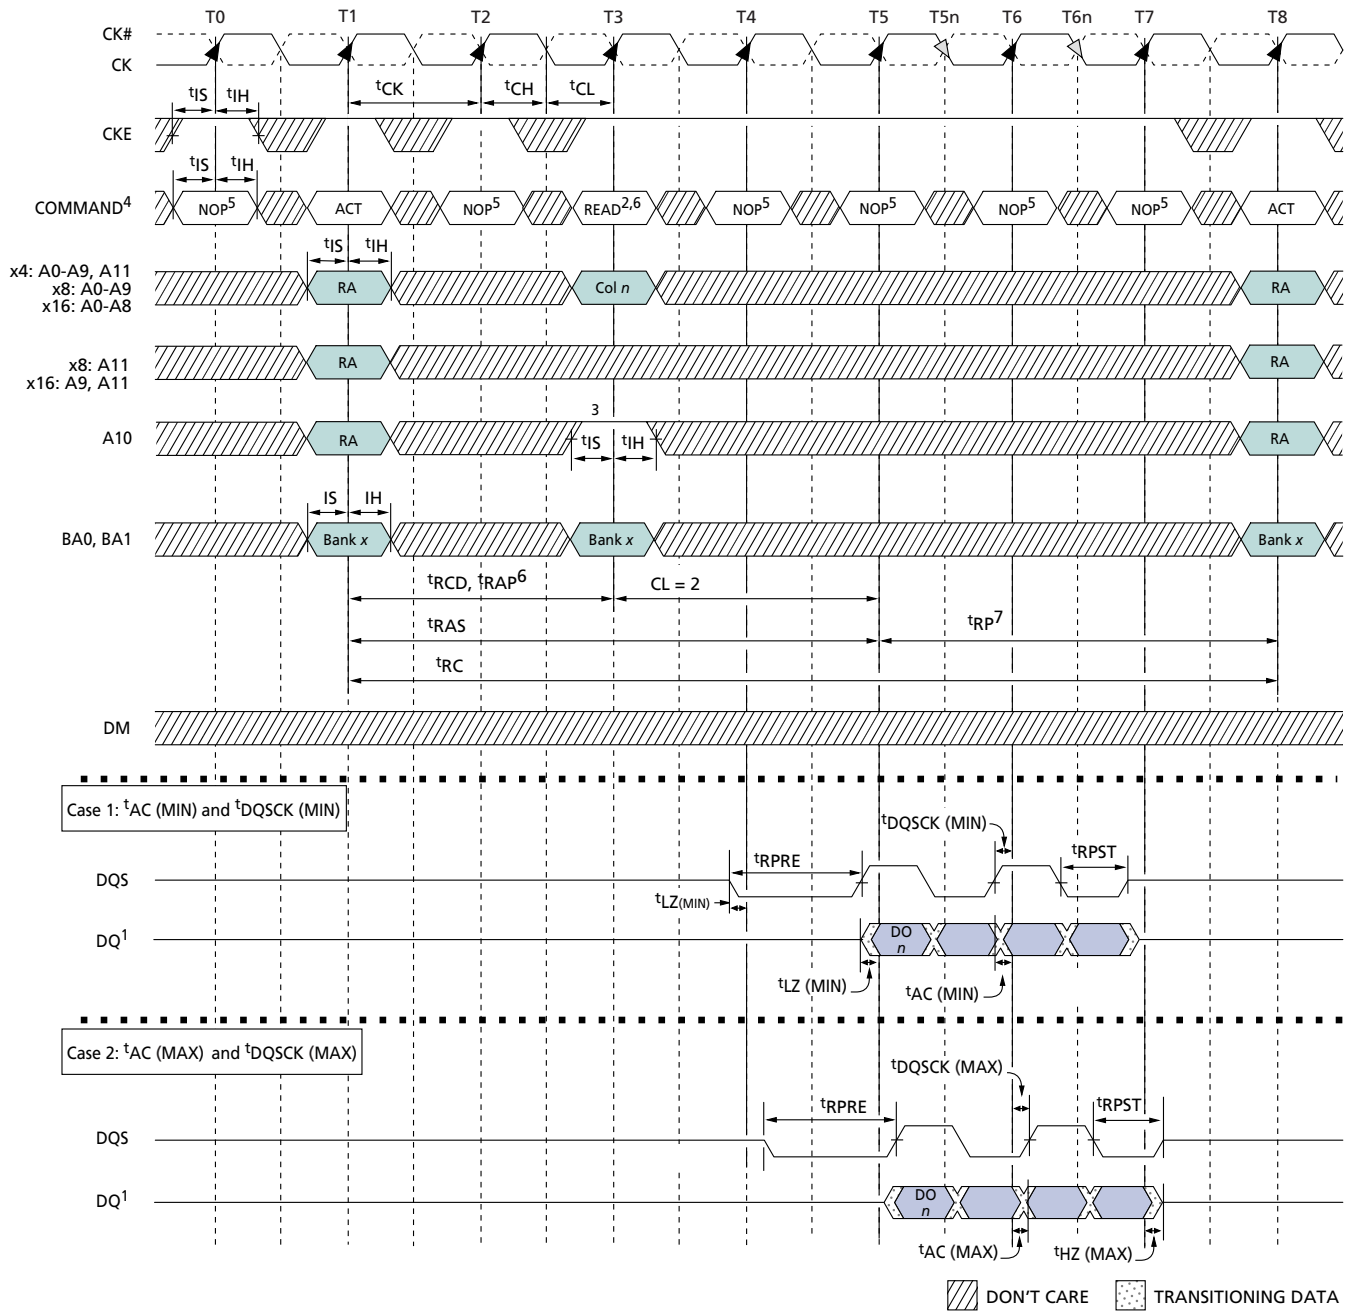 T0 T1 T2 T3 T4 T5 T5n T6 T6n T7 T8
CK#
CK
tCK tCH tCL
tIS tIH
CKE
tIS tIH
COMMAND4 NOP5 ACT NOP5 READ2,6 NOP5 NOP5 NOP5 NOP5 ACT
tIS tIH
x4: A0-A9, A11
x8: A0-A9
x16: A0-A8
RA Col n RA
x8: A11
x16: A9, A11
RA RA
3
A10 RA tIS tIH RA
IS IH
BA0, BA1 Bank x Bank x Bank x
tRCD, tRAP6 CL = 2
tRAS tRP7
tRC
DM
Case 1: tAC (MIN) and tDQSCK (MIN)
tDQSCK (MIN)
tRPRE tRPST
DQS
tLZ(MIN)
DQ1 DO
n
tLZ (MIN) tAC (MIN)
Case 2: tAC (MAX) and tDQSCK (MAX)
tDQSCK (MAX)
tRPRE tRPST
DQS
DQ1 DO
n
tAC (MAX) tHZ (MAX)
DON'T CARE TRANSITIONING DATA